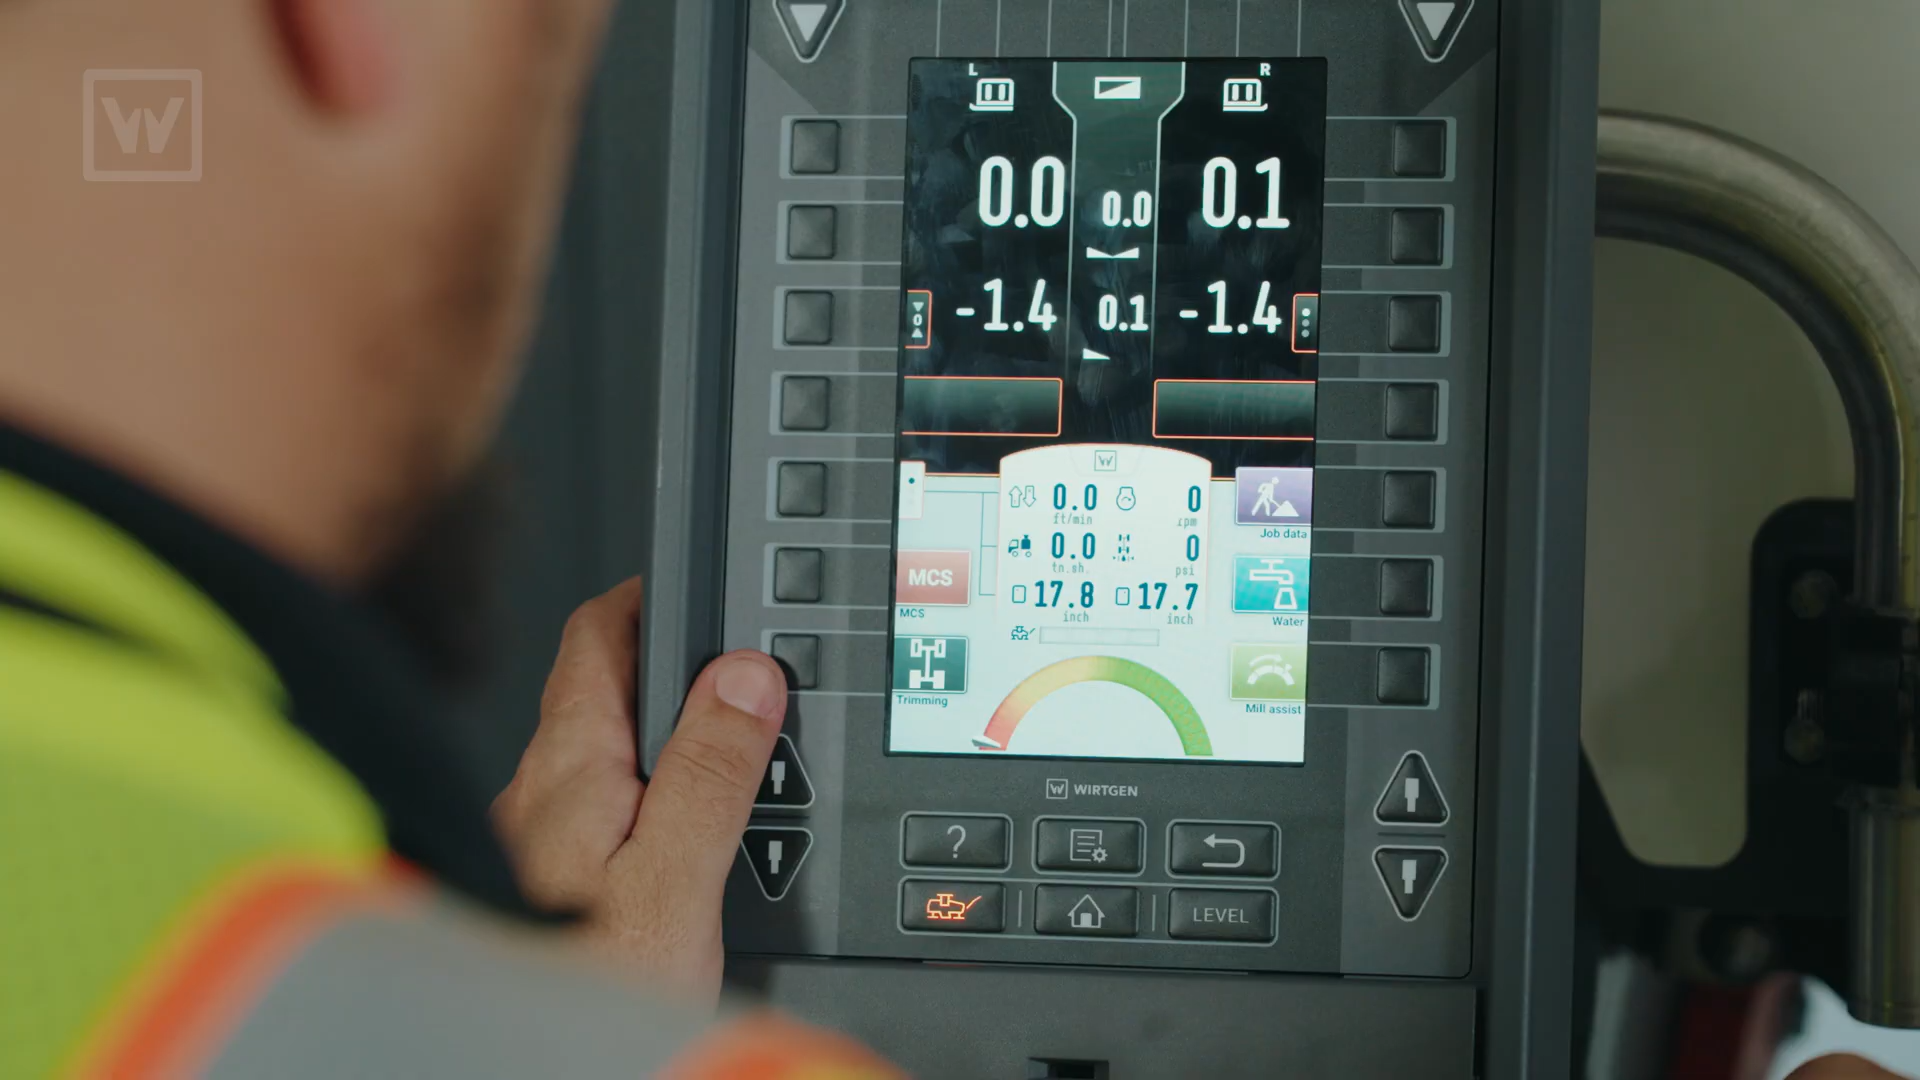 W
L R
0.0 0.0 0.1
-1.4 0.1 -1.4
0
W
0.0 0
ft/min rpm
0.0 0
tn.sh. psi
17.8 17.7
inch inch
MCS
MCS
Trimming
Job data
Water
Mill assist
W WIRTGEN
?
LEVEL